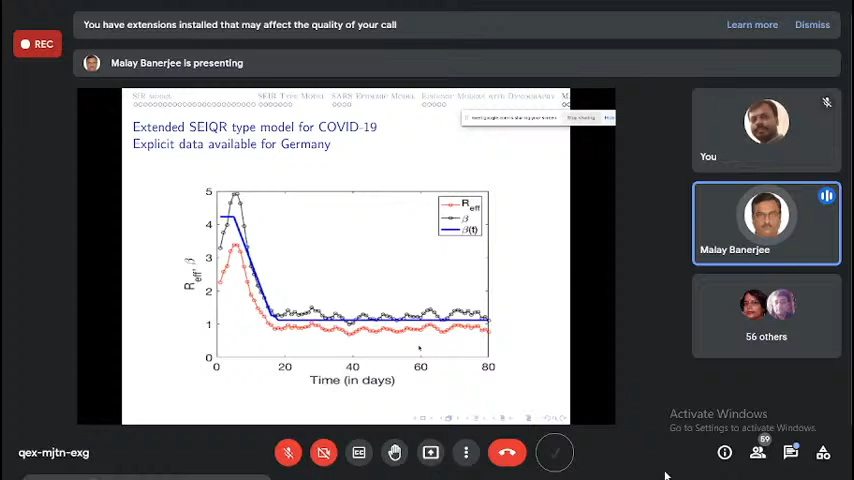 You have extensions installed that may affect the quality of your call
Learn more
Dismiss
REC
Malay Banerjee is presenting
SIR MODEL
SEIR TYPE MODEL
SARS EPIDEMIC MODEL
Extended SEIQR type model for COVID-19
Explicit data available for Germany
R_eff
β
β(t)
R_eff, β
5
4
3
2
1
0
0 20 40 60 80
Time (in days)
You
Malay Banerjee
56 others
Activate Windows
Go to Settings to activate Windows.
qex-mjtn-exg
59